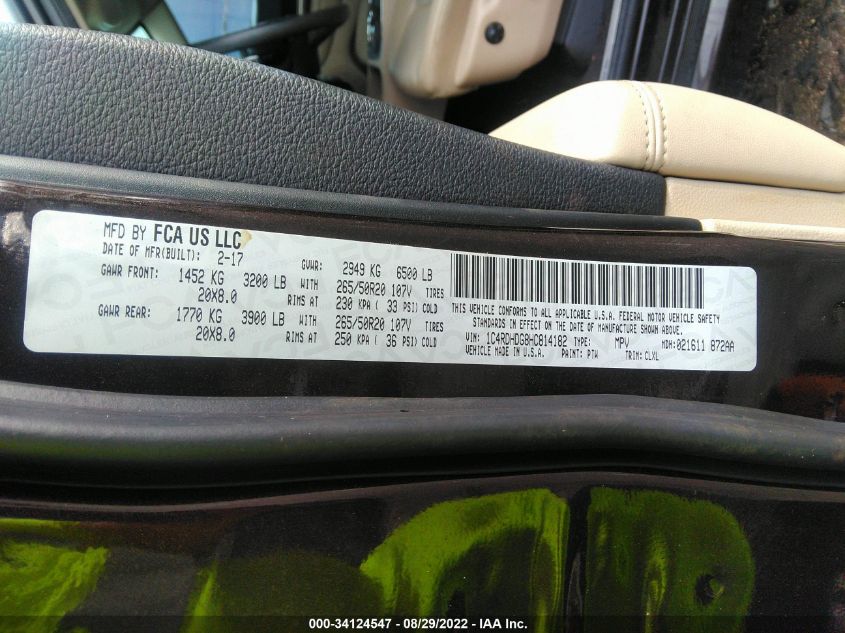 MFD BY FCA US LLC
DATE OF MFR(BUILT): 2-17
GVWR: 2949 KG 6500 LB
GAWR FRONT: 1452 KG 3200 LB WITH 265/50R20 107V TIRES
20X8.0 RIMS AT 230 KPA ( 33 PSI) COLD
GAWR REAR: 1770 KG 3900 LB WITH 265/50R20 107V TIRES
20X8.0 RIMS AT 250 KPA ( 36 PSI) COLD
THIS VEHICLE CONFORMS TO ALL APPLICABLE U.S.A. FEDERAL MOTOR VEHICLE SAFETY
STANDARDS IN EFFECT ON THE DATE OF MANUFACTURE SHOWN ABOVE.
VIN: 1C4RDHDG8HC814182 TYPE: MPV MDH:021611 872AA
VEHICLE MADE IN U.S.A. PAINT: PTW TRIM: CLXL
000-34124547 - 08/29/2022 - IAA Inc.